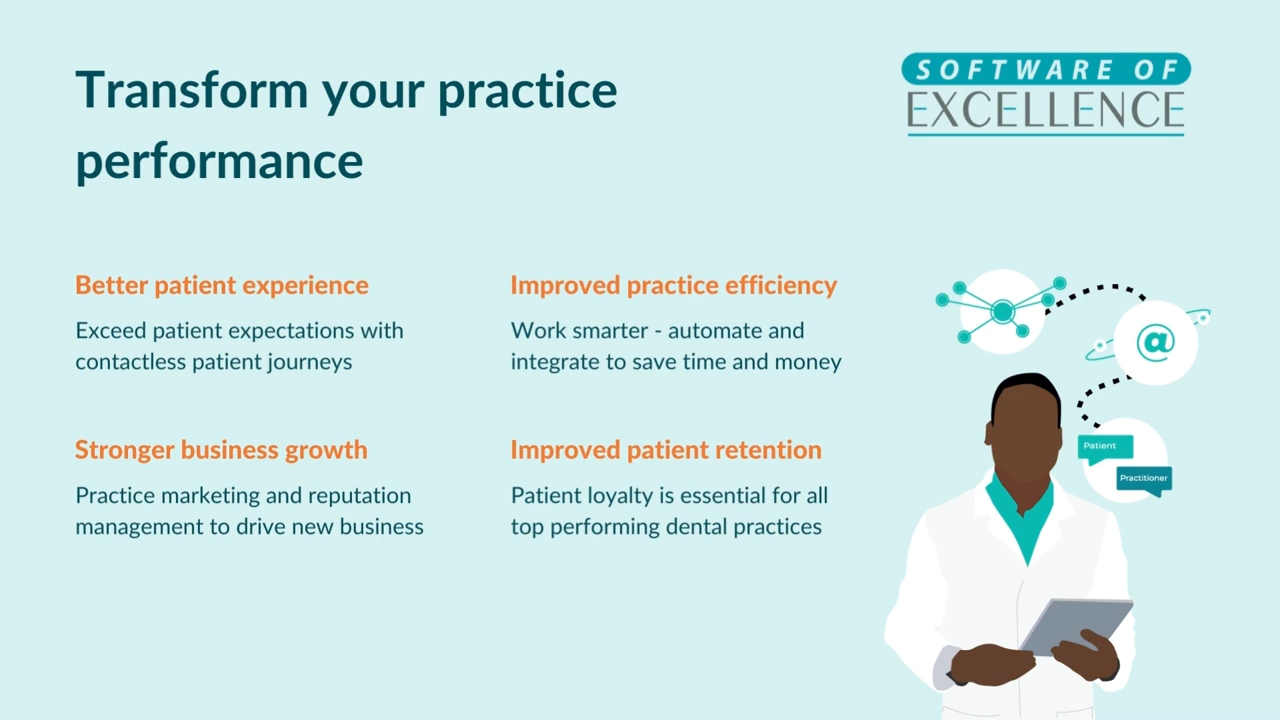 Transform your practice
performance
SOFTWARE OF
EXCELLENCE
Better patient experience
Exceed patient expectations with
contactless patient journeys
Improved practice efficiency
Work smarter - automate and
integrate to save time and money
Stronger business growth
Practice marketing and reputation
management to drive new business
Improved patient retention
Patient loyalty is essential for all
top performing dental practices
@
Patient
Practitioner